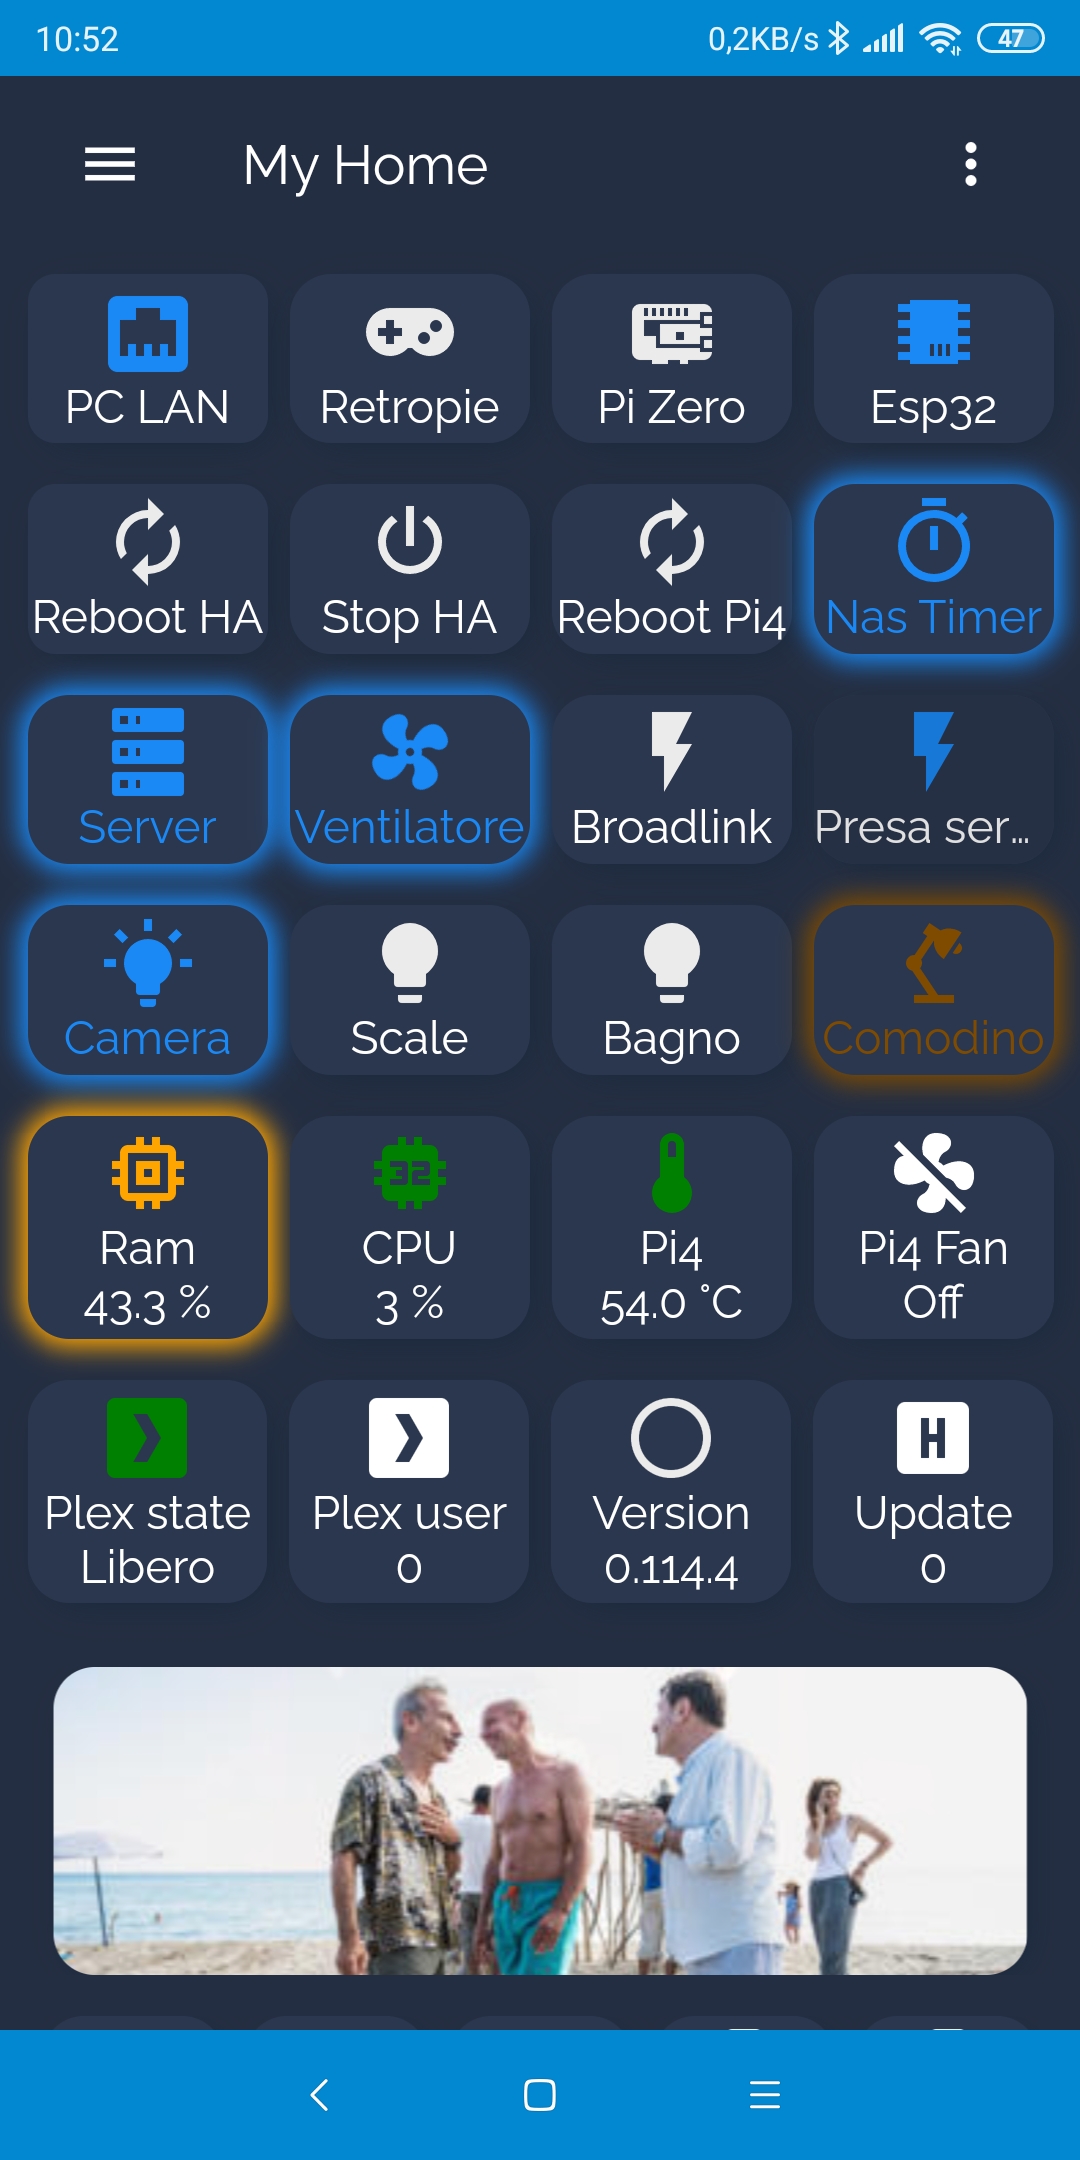 10:52 0,2KB/s 47
My Home
PC LAN Retropie Pi Zero Esp32
Reboot HA Stop HA Reboot Pi4 Nas Timer
Server Ventilatore Broadlink Presa ser...
Camera Scale Bagno Comodino
32
Ram CPU Pi4 Pi4 Fan
43.3 % 3 % 54.0 °C Off
H
Plex state Plex user Version Update
Libero 0 0.114.4 0